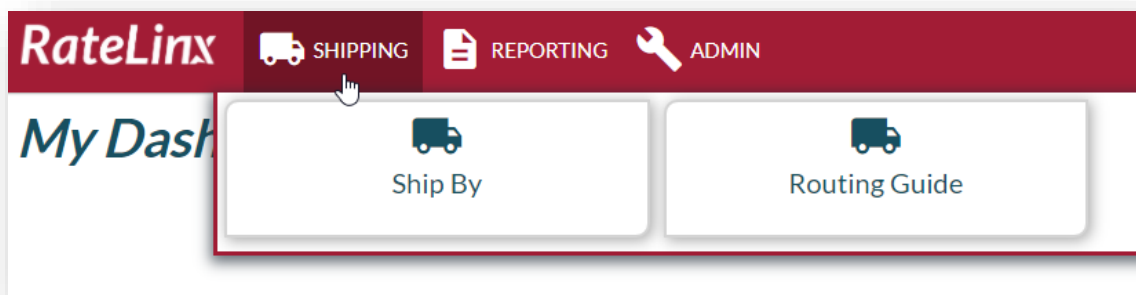 RateLinx SHIPPING REPORTING ADMIN
My Dash
Ship By Routing Guide